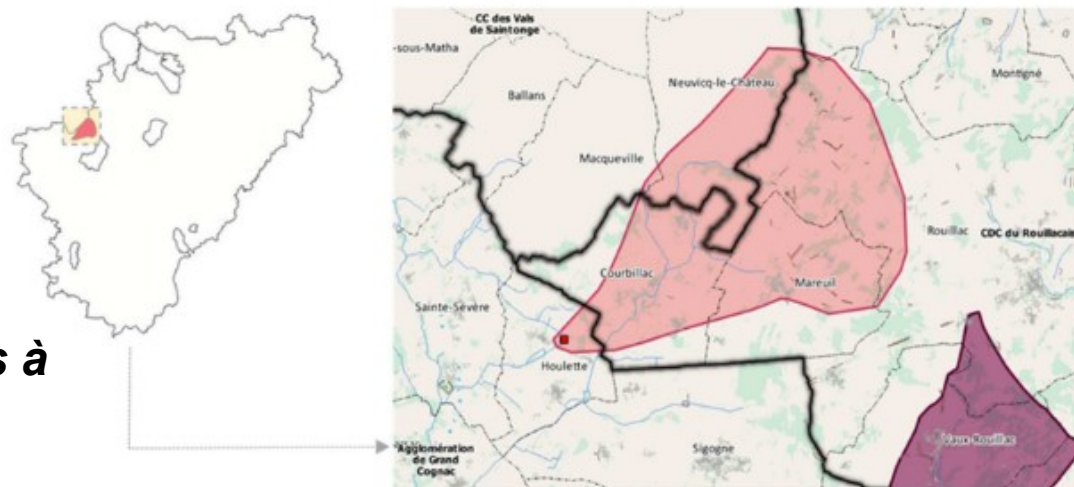 CC des Vals
de Saintonge
-sous-Matha
Neuvicq-le-Château
Montigné
Ballans
Macqueville
Rouillac
CDC du Rouillacais
Courbillac
Mareuil
Sainte-Sévère
s à
Houlette
Vaux-Rouillac
Agglomération
de Grand
Cognac
Sigogne